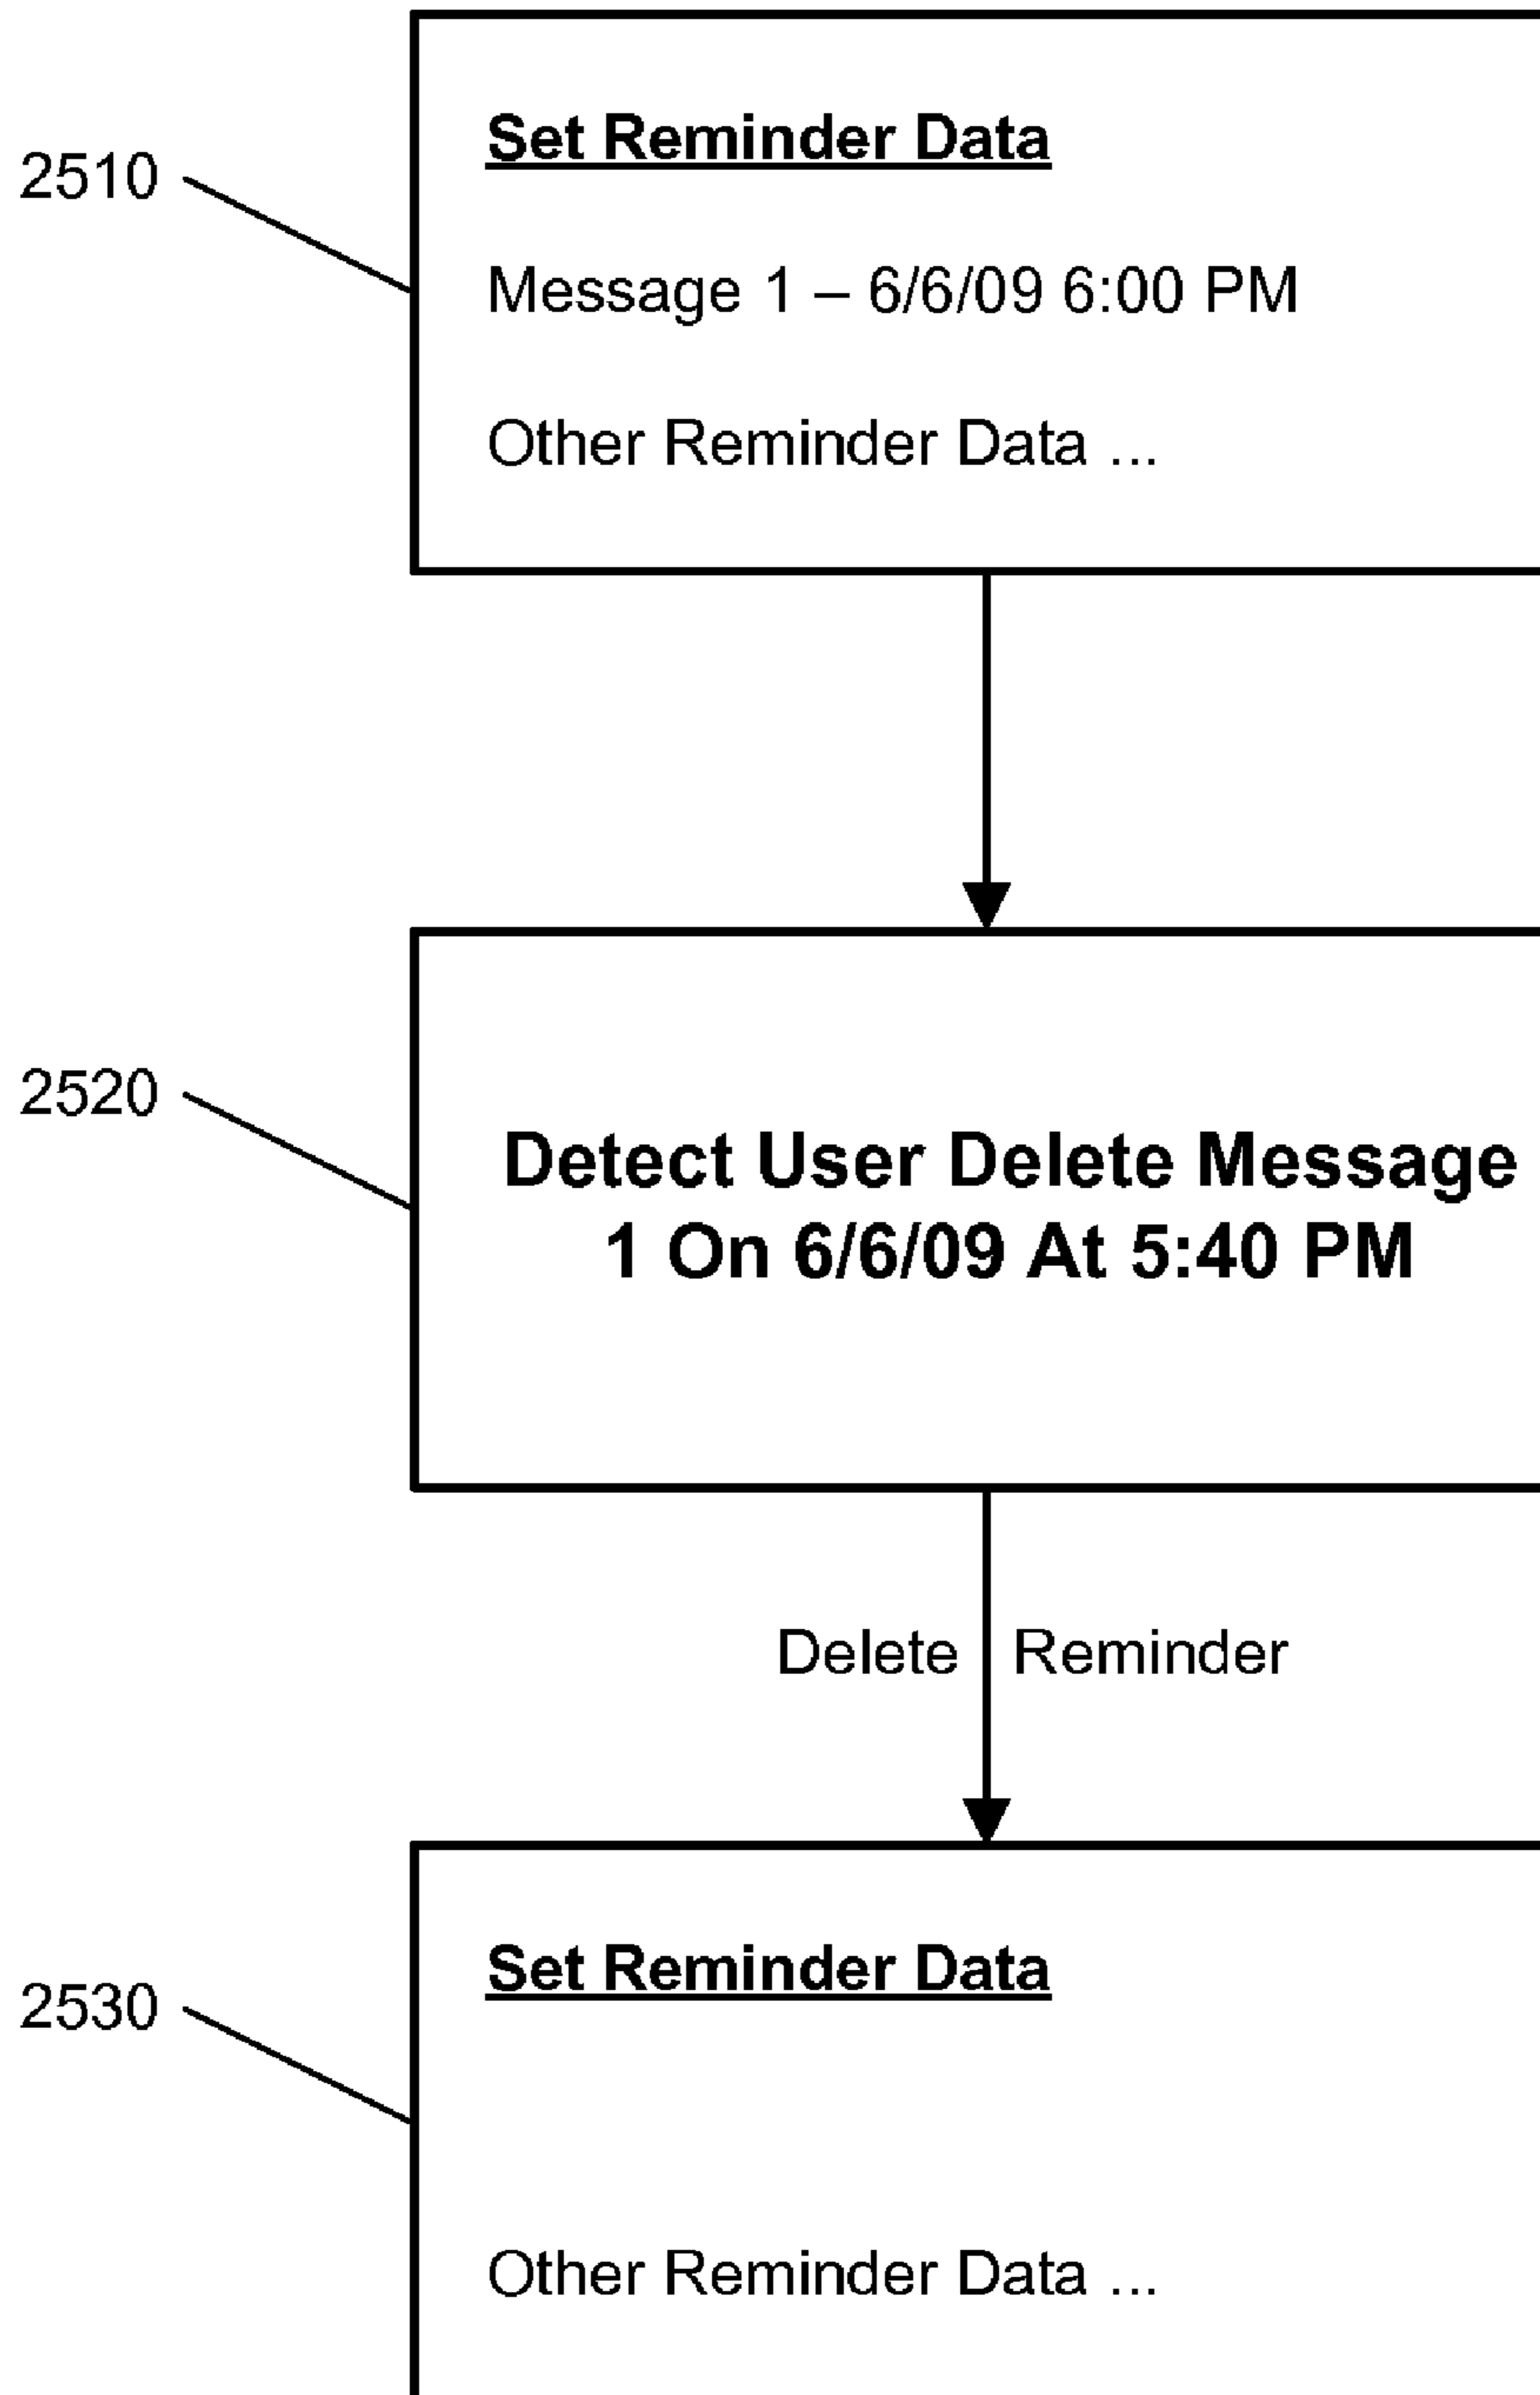 2510
Set Reminder Data
Message 1 – 6/6/09 6:00 PM
Other Reminder Data ...
2520
Detect User Delete Message
1 On 6/6/09 At 5:40 PM
Delete Reminder
2530
Set Reminder Data
Other Reminder Data ...